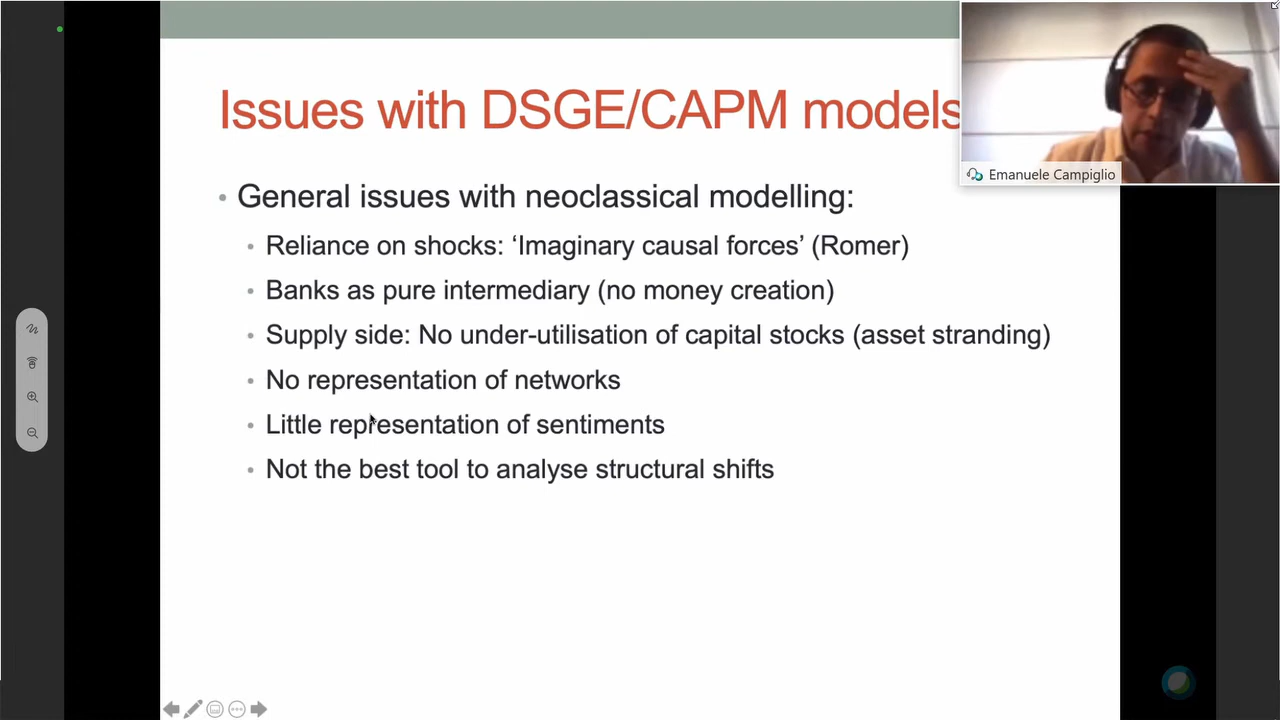 Issues with DSGE/CAPM models
Emanuele Campiglio
• General issues with neoclassical modelling:
• Reliance on shocks: ‘Imaginary causal forces’ (Romer)
• Banks as pure intermediary (no money creation)
• Supply side: No under-utilisation of capital stocks (asset stranding)
• No representation of networks
• Little representation of sentiments
• Not the best tool to analyse structural shifts